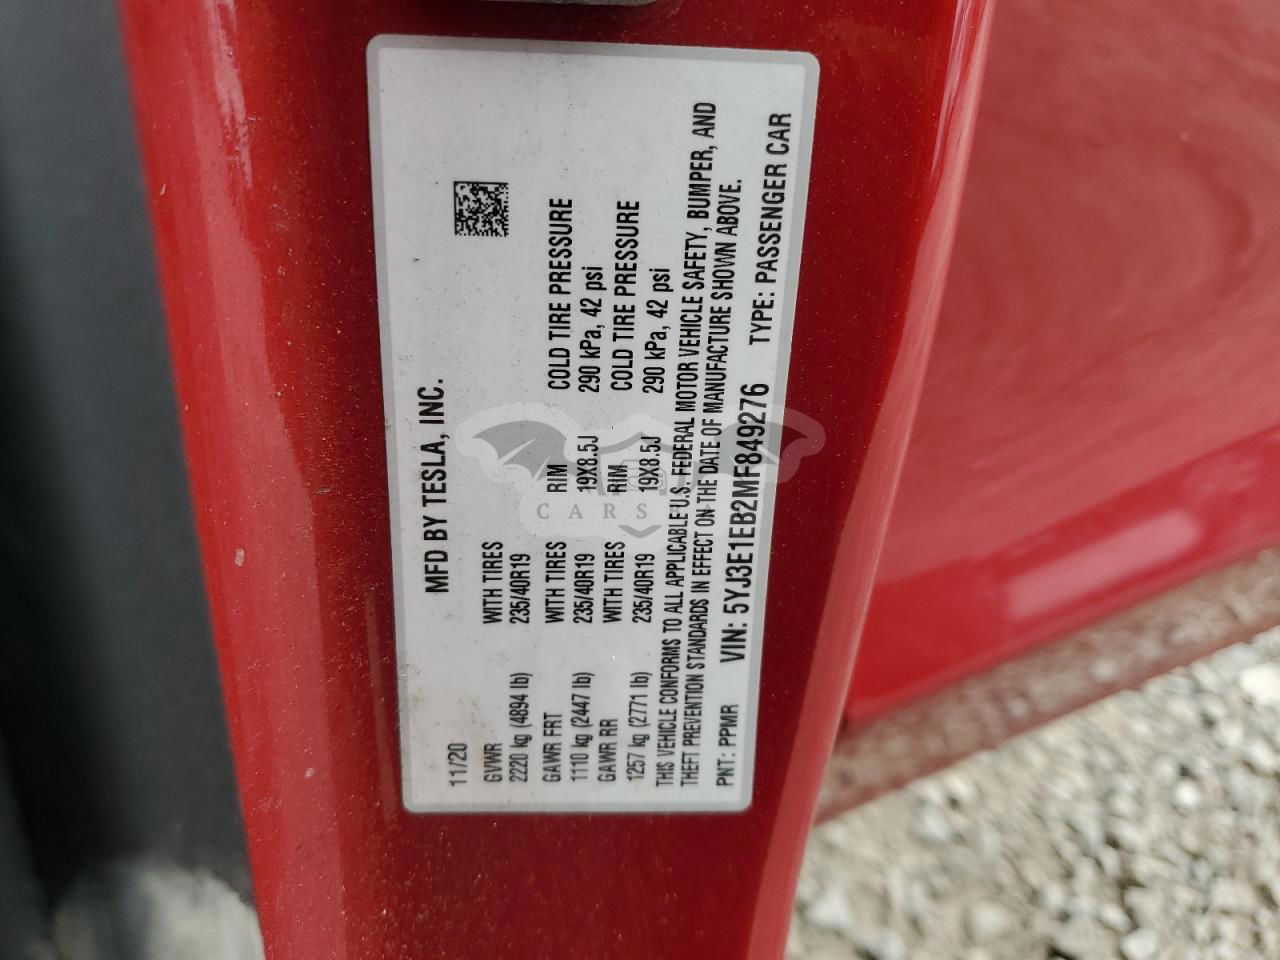 MFD BY TESLA, INC.
11/20
GVWR WITH TIRES
2220 kg (4894 lb) 235/40R19
GAWR FRT WITH TIRES RIM COLD TIRE PRESSURE
1110 kg (2447 lb) 235/40R19 19X8.5J 290 kPa, 42 psi
GAWR RR WITH TIRES RIM COLD TIRE PRESSURE
1257 kg (2771 lb) 235/40R19 19X8.5J 290 kPa, 42 psi
THIS VEHICLE CONFORMS TO ALL APPLICABLE U.S. FEDERAL MOTOR VEHICLE SAFETY, BUMPER, AND
THEFT PREVENTION STANDARDS IN EFFECT ON THE DATE OF MANUFACTURE SHOWN ABOVE.
PNT: PPMR VIN: 5YJ3E1EB2MF849276 TYPE: PASSENGER CAR